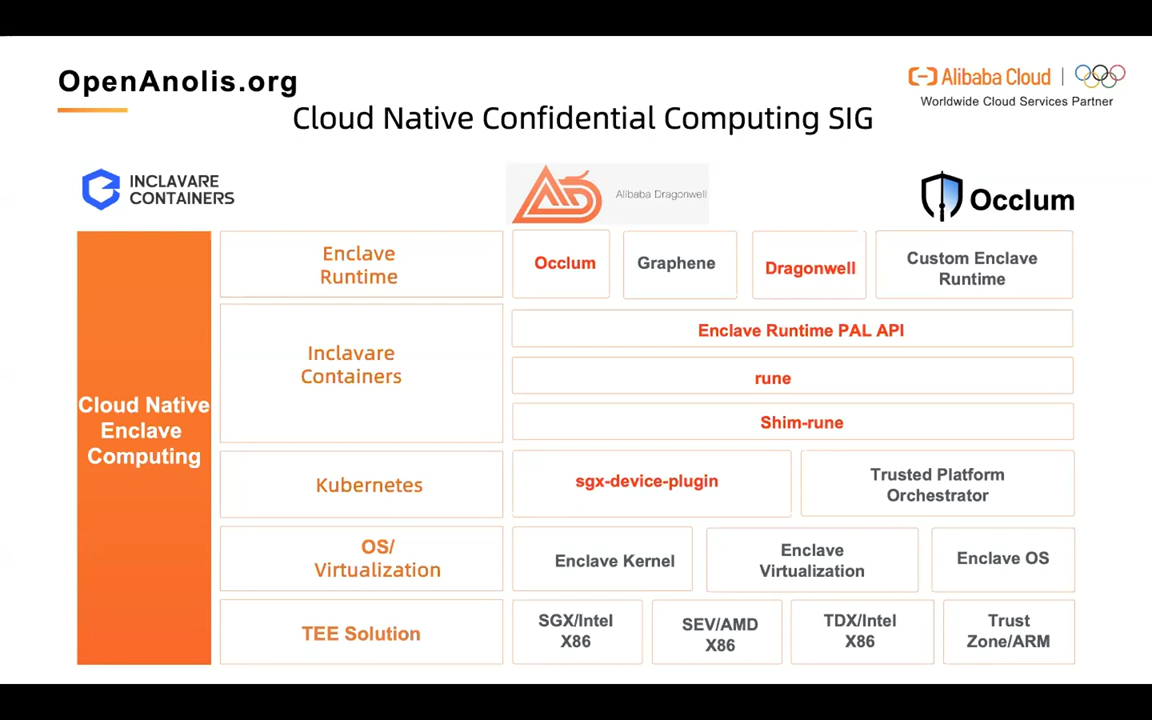 OpenAnolis.org
Alibaba Cloud
Worldwide Cloud Services Partner
Cloud Native Confidential Computing SIG
INCLAVARE
CONTAINERS
Alibaba Dragonwell
Occlum
Cloud Native
Enclave
Computing
Enclave
Runtime
Occlum
Graphene
Dragonwell
Custom Enclave
Runtime
Inclavare
Containers
Enclave Runtime PAL API
rune
Shim-rune
Kubernetes
sgx-device-plugin
Trusted Platform
Orchestrator
OS/
Virtualization
Enclave Kernel
Enclave
Virtualization
Enclave OS
TEE Solution
SGX/Intel
X86
SEV/AMD
X86
TDX/Intel
X86
Trust
Zone/ARM